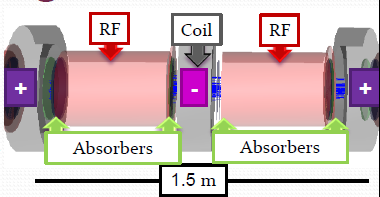 RF
Coil
RF
+
-
+
Absorbers
Absorbers
1.5 m